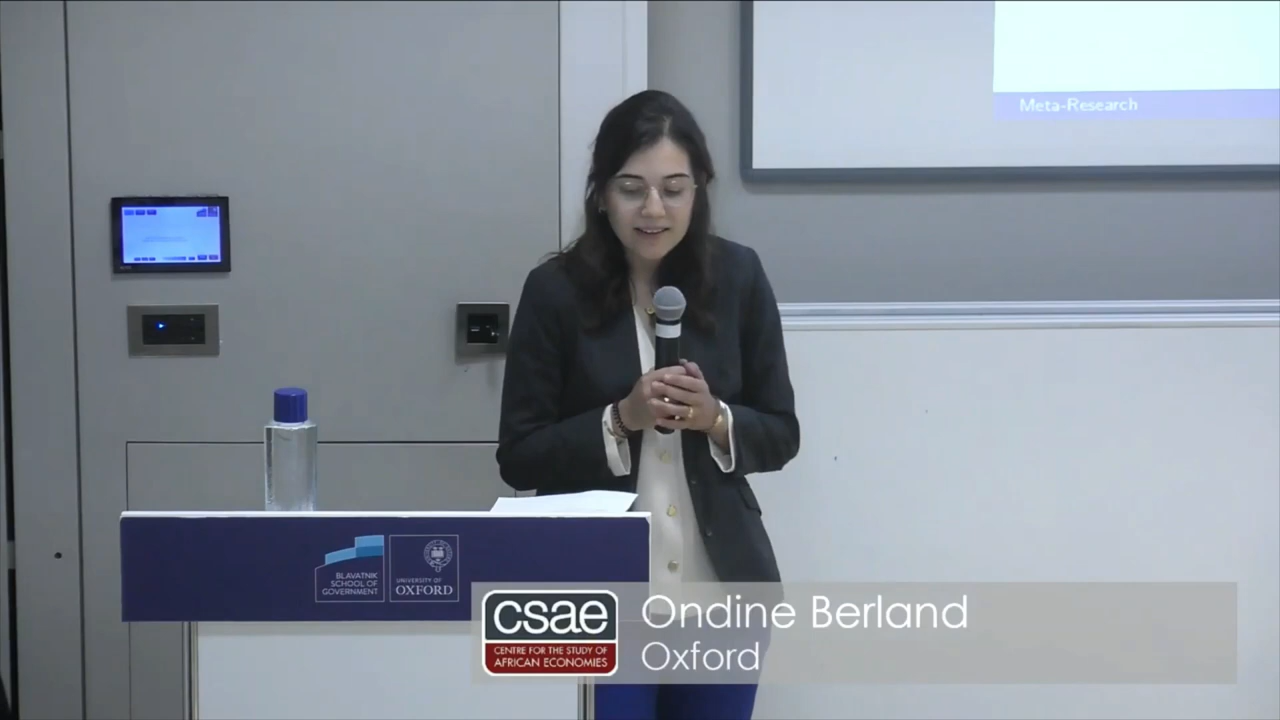 Meta-Research
BLAVATNIK
SCHOOL OF
GOVERNMENT
UNIVERSITY OF
OXFORD
csae
CENTRE FOR THE STUDY OF
AFRICAN ECONOMIES
Ondine Berland
Oxford